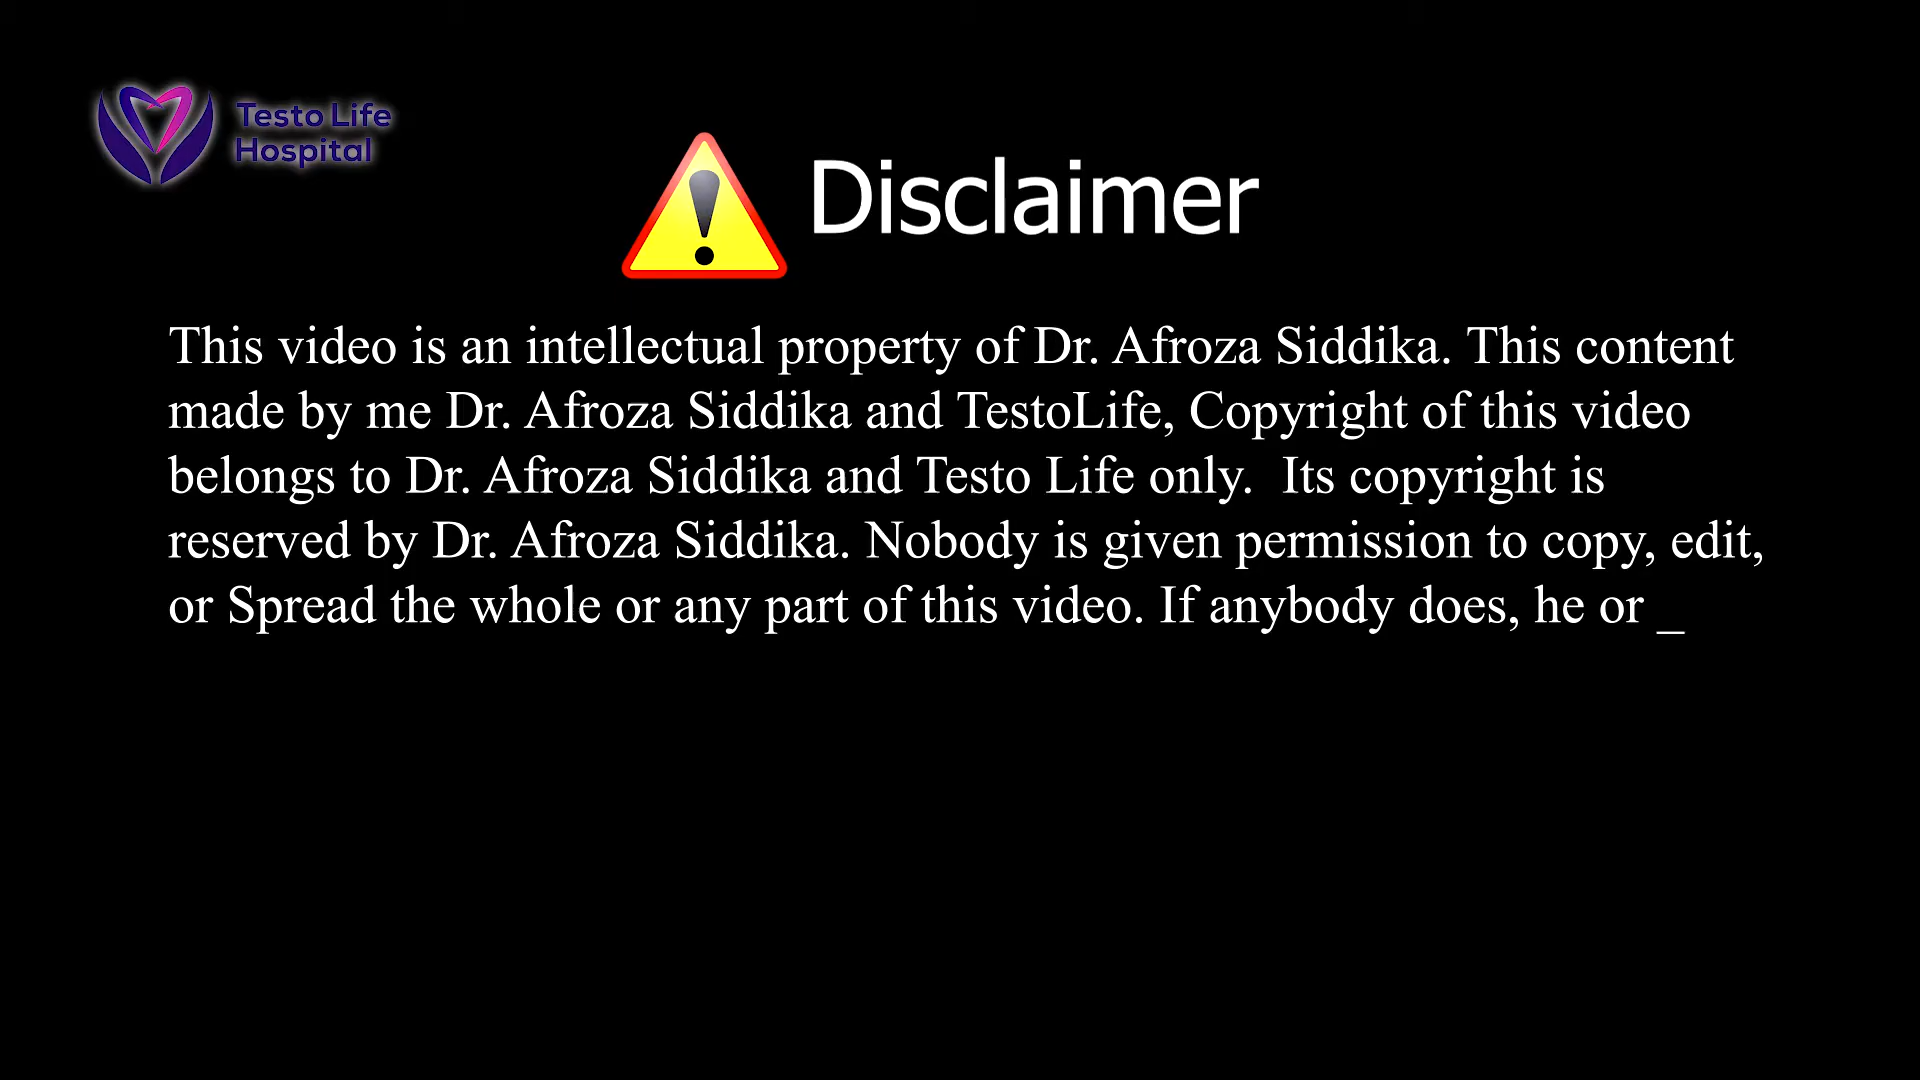 Testo Life
Hospital
Disclaimer
This video is an intellectual property of Dr. Afroza Siddika. This content
made by me Dr. Afroza Siddika and TestoLife, Copyright of this video
belongs to Dr. Afroza Siddika and Testo Life only.  Its copyright is
reserved by Dr. Afroza Siddika. Nobody is given permission to copy, edit,
or Spread the whole or any part of this video. If anybody does, he or _